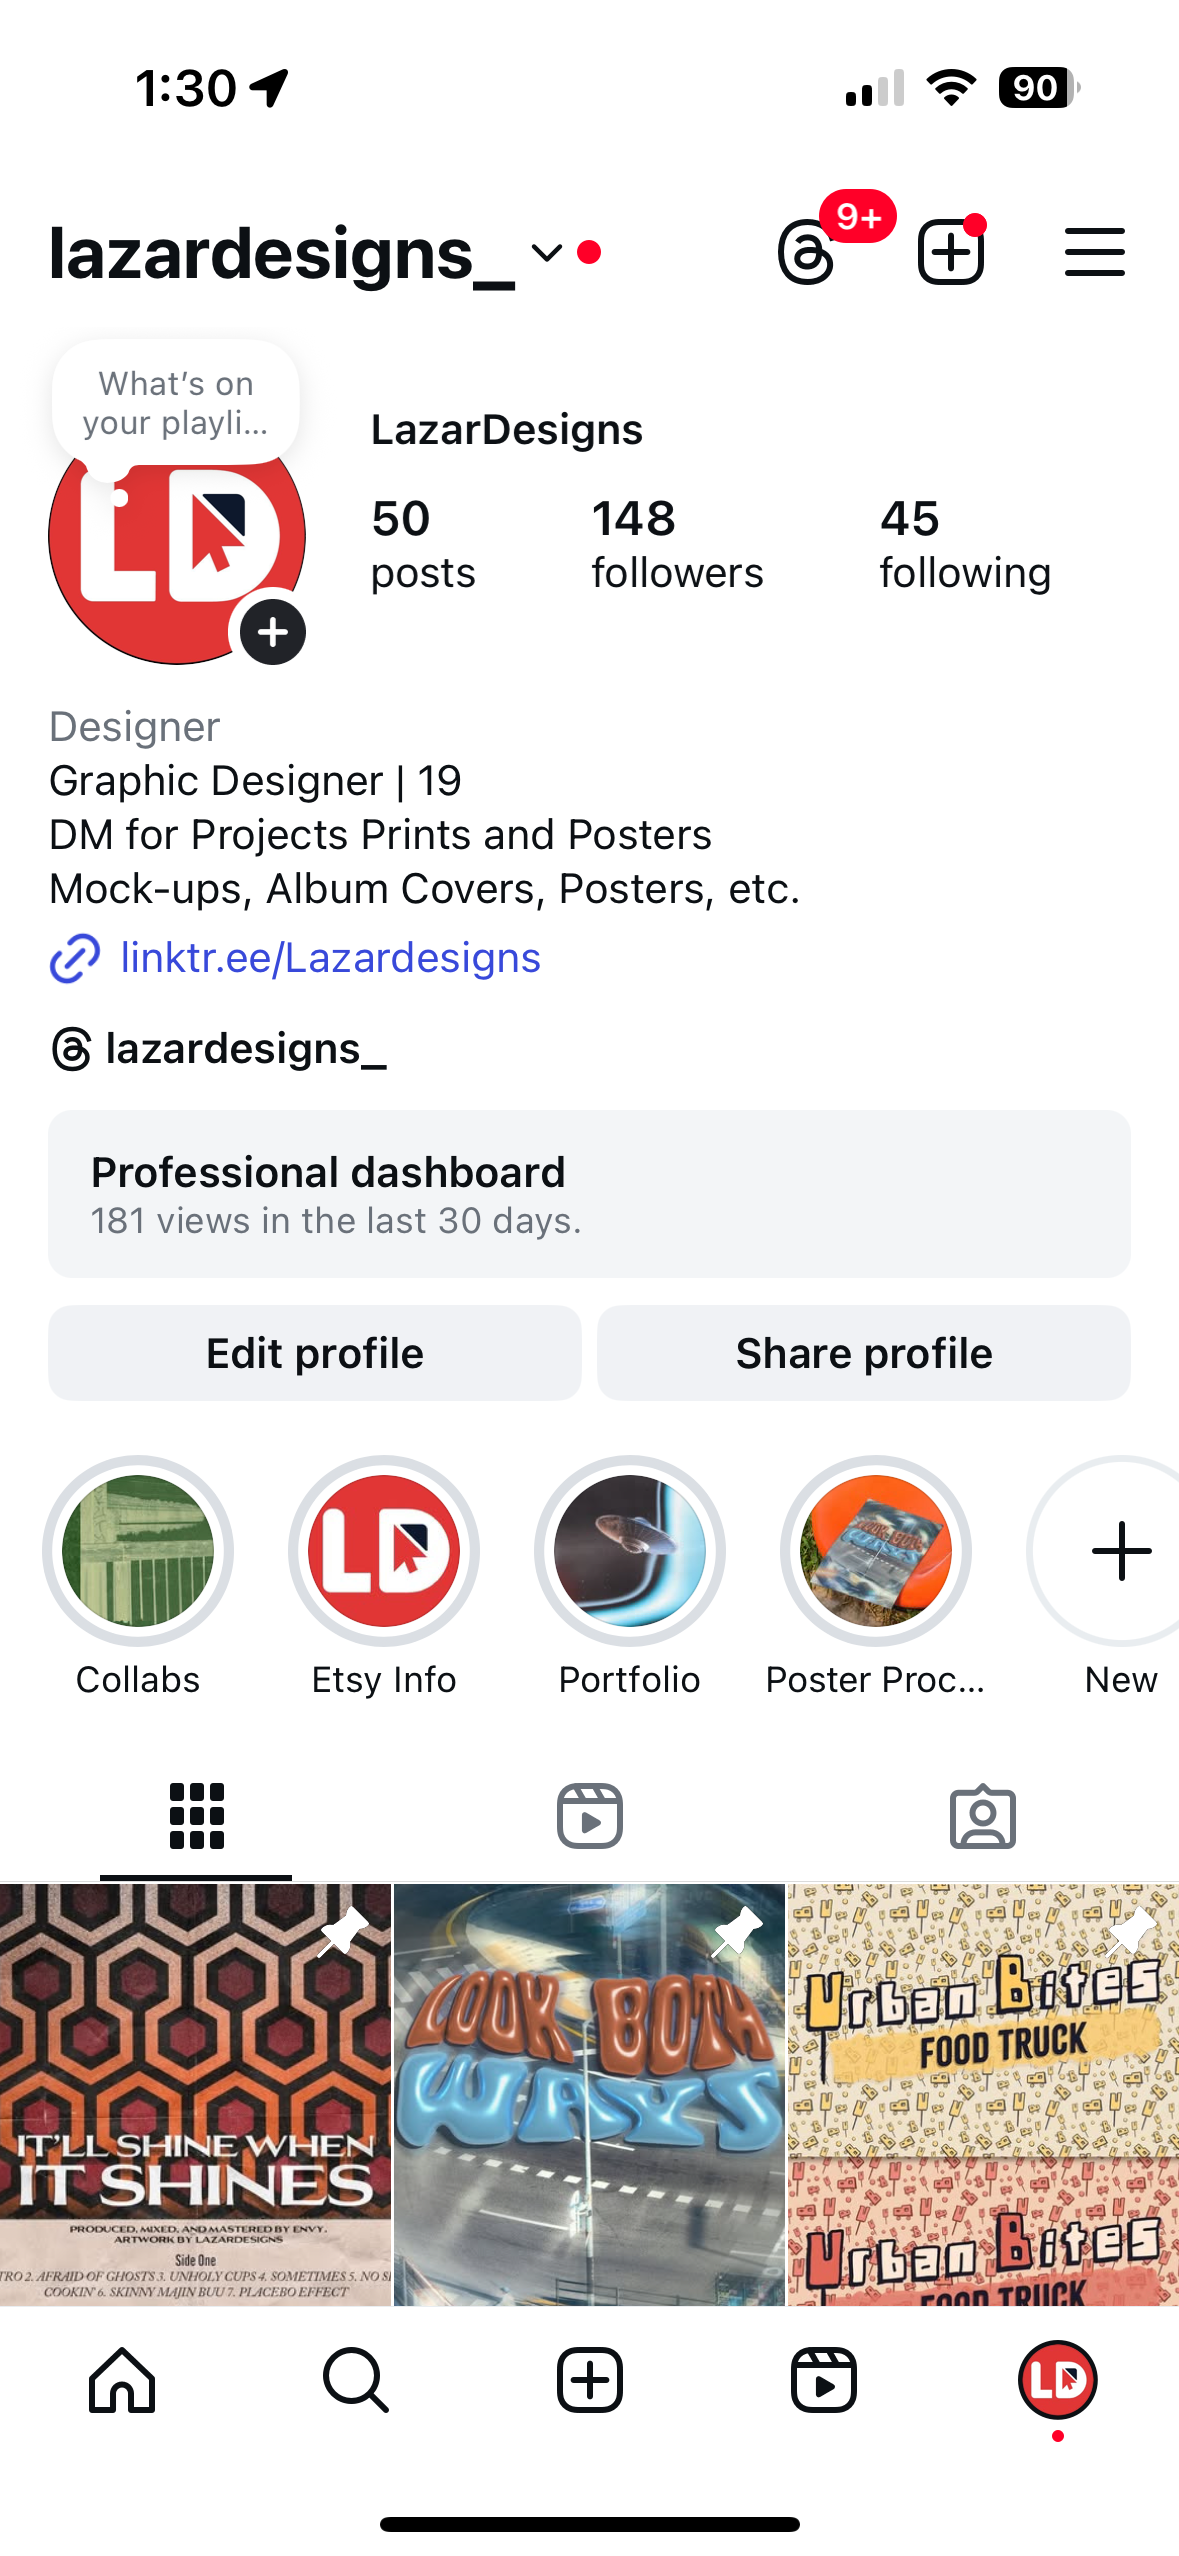 1:30
90
lazardesigns_
9+
What's on
your playli...
LD
LazarDesigns
50 148 45
posts followers following
Designer
Graphic Designer | 19
DM for Projects Prints and Posters
Mock-ups, Album Covers, Posters, etc.
linktr.ee/Lazardesigns
lazardesigns_
Professional dashboard
181 views in the last 30 days.
Edit profile Share profile
LD
LOOK BOTH
WAYS
Collabs Etsy Info Portfolio Poster Proc... New
IT'LL SHINE WHEN
IT SHINES
PRODUCED, MIXED, AND MASTERED BY ENVY.
ARTWORK BY LAZARDESIGNS
Side One
TRO 2. AFRAID OF GHOSTS 3. UNHOLY CUPS 4. SOMETIMES 5. NO S
COOKIN' 6. SKINNY MAJIN BUU 7. PLACEBO EFFECT
LOOK BOTH
WAYS
Urban Bites
FOOD TRUCK
Urban Bites
FOOD TRUCK
LD